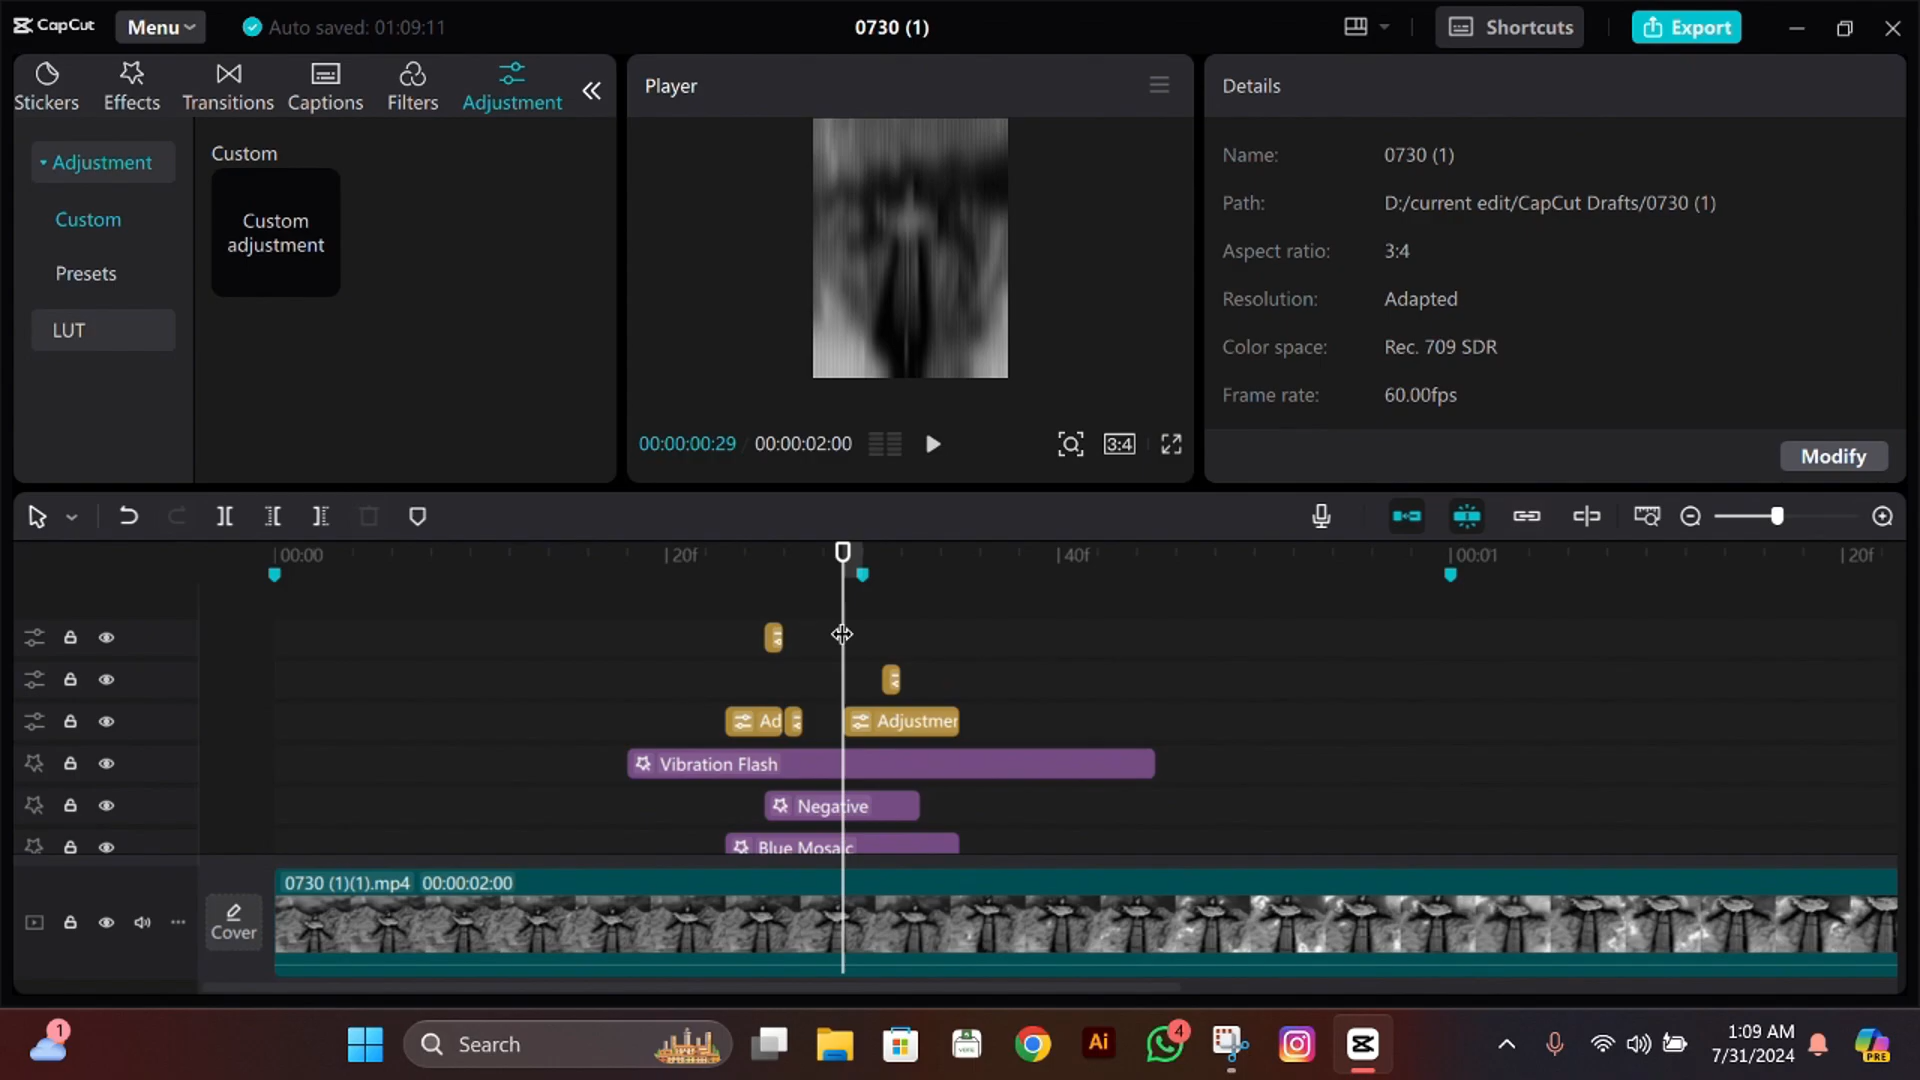 CapCut Menu Auto saved: 01:09:11 0730 (1) Shortcuts Export
Stickers Effects Transitions Captions Filters Adjustment
Adjustment
Custom
Presets
LUT
Custom
Custom
adjustment
Player
00:00:00:29 00:00:02:00 3:4
Details
Name: 0730 (1)
Path: D:/current edit/CapCut Drafts/0730 (1)
Aspect ratio: 3:4
Resolution: Adapted
Color space: Rec. 709 SDR
Frame rate: 60.00fps
Modify
00:00 20f 40f 00:01 20f
Ad Adjustmer
Vibration Flash
Negative
Blue Mosaic
0730 (1)(1).mp4 00:00:02:00
Cover
1 Search Ai 4 1:09 AM
7/31/2024 PRE